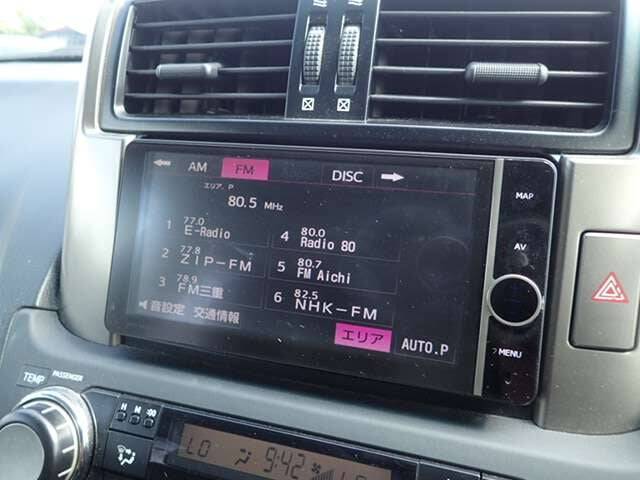 AM FM DISC
エリア. P
80.5 MHz
MAP
77.0
1 E-Radio
80.0
4 Radio 80
77.8
2 ZIP-FM
80.7
5 FM Aichi
78.9
3 FM三重
82.5
6 NHK-FM
音設定 交通情報
エリア AUTO.P
AV
MENU
TEMP PASSENGER
H M :00
LO 9:42